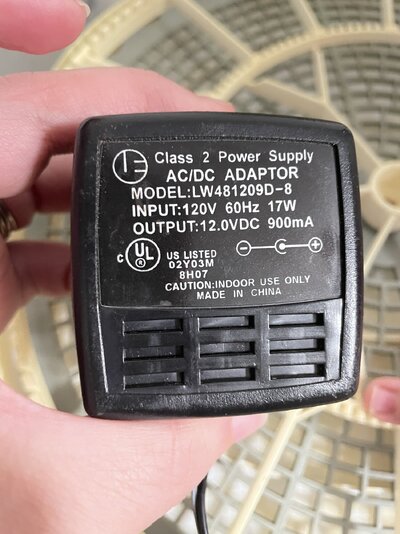 Class 2 Power Supply
AC/DC ADAPTOR
MODEL:LW481209D-8
INPUT:120V 60Hz 17W
OUTPUT:12.0VDC 900mA
c UL ® US LISTED
02Y03M
8H07
CAUTION:INDOOR USE ONLY
MADE IN CHINA